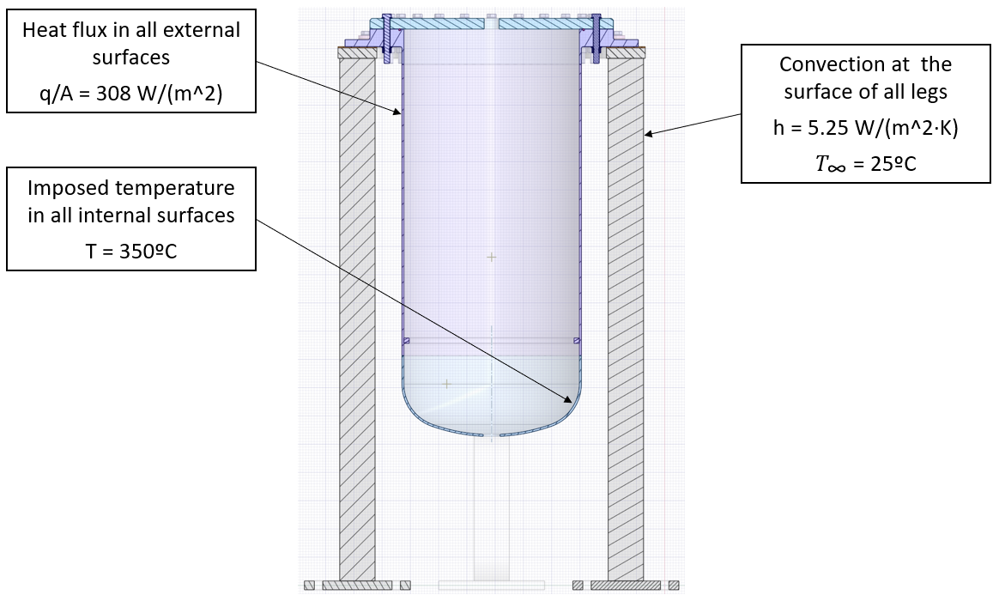 Heat flux in all external
surfaces
q/A = 308 W/(m^2)
Imposed temperature
in all internal surfaces
T = 350ºC
Convection at  the
surface of all legs
h = 5.25 W/(m^2·K)
𝑇∞ = 25ºC